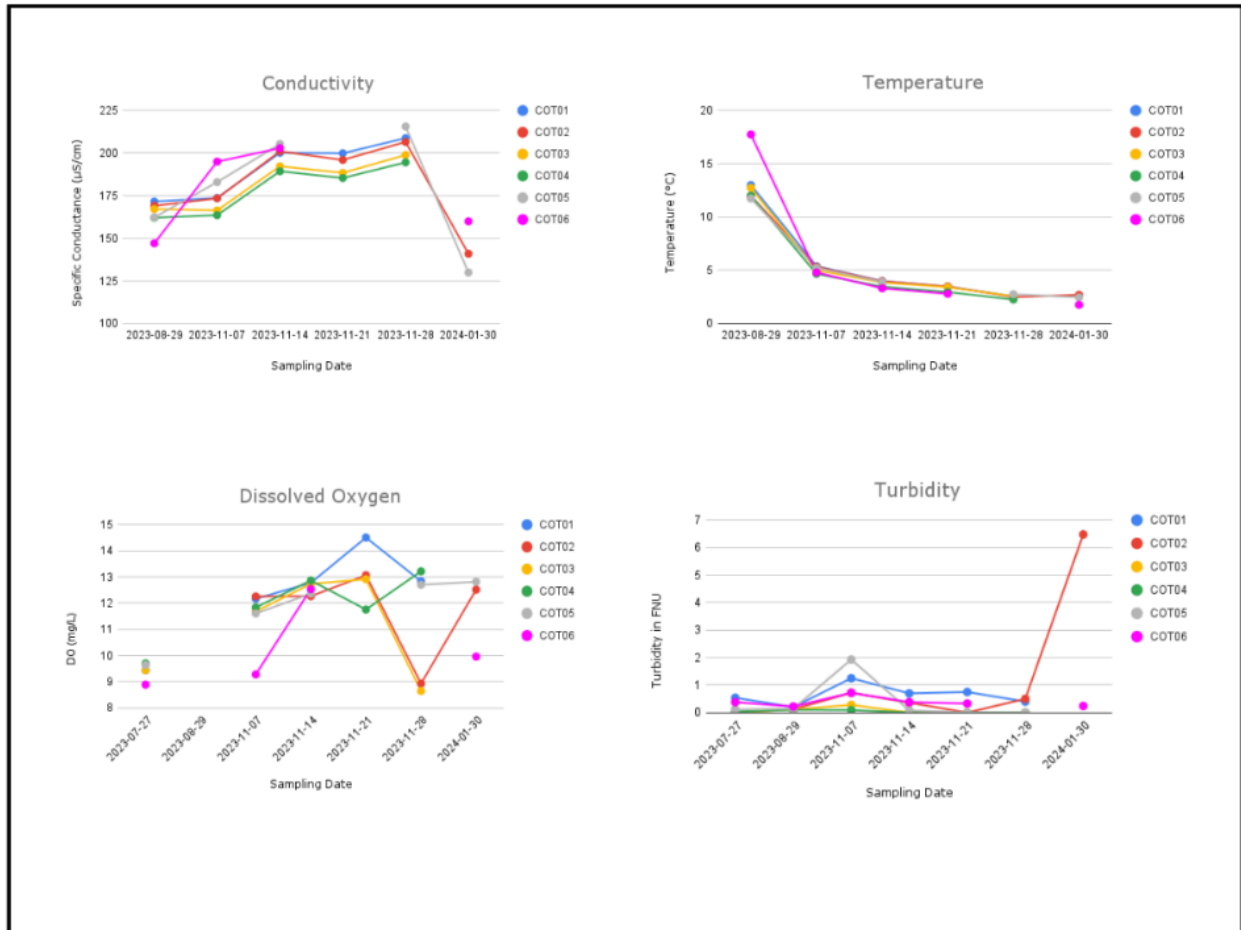 Conductivity
Specific Conductance (µS/cm)
225
200
175
150
125
100
2023-08-29 2023-11-07 2023-11-14 2023-11-21 2023-11-28 2024-01-30
Sampling Date
COT01
COT02
COT03
COT04
COT05
COT06
Temperature
Temperature (°C)
20
15
10
5
0
2023-08-29 2023-11-07 2023-11-14 2023-11-21 2023-11-28 2024-01-30
Sampling Date
COT01
COT02
COT03
COT04
COT05
COT06
Dissolved Oxygen
DO (mg/L)
15
14
13
12
11
10
9
8
2023-07-27
2023-08-29
2023-11-07
2023-11-14
2023-11-21
2023-11-28
2024-01-30
Sampling Date
COT01
COT02
COT03
COT04
COT05
COT06
Turbidity
Turbidity in FNU
7
6
5
4
3
2
1
0
2023-07-27
2023-08-29
2023-11-07
2023-11-14
2023-11-21
2023-11-28
2024-01-30
Sampling Date
COT01
COT02
COT03
COT04
COT05
COT06